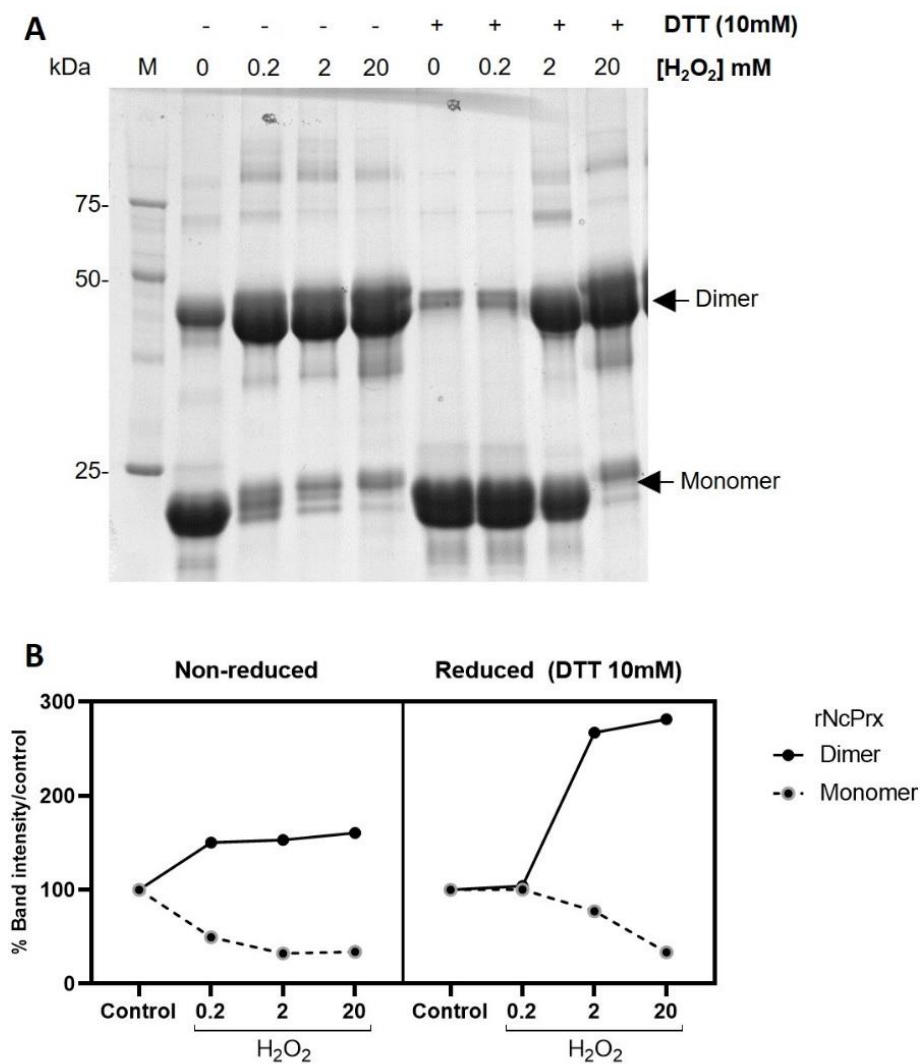 A
- - - - + + + + DTT (10mM)
kDa M 0 0.2 2 20 0 0.2 2 20 [H₂O₂] mM
75-
50-
Dimer
25-
Monomer
B
Non-reduced Reduced (DTT 10mM)
% Band intensity/control
300
200
100
0
rNcPrx
Dimer
Monomer
Control 0.2 2 20 Control 0.2 2 20
H₂O₂ H₂O₂